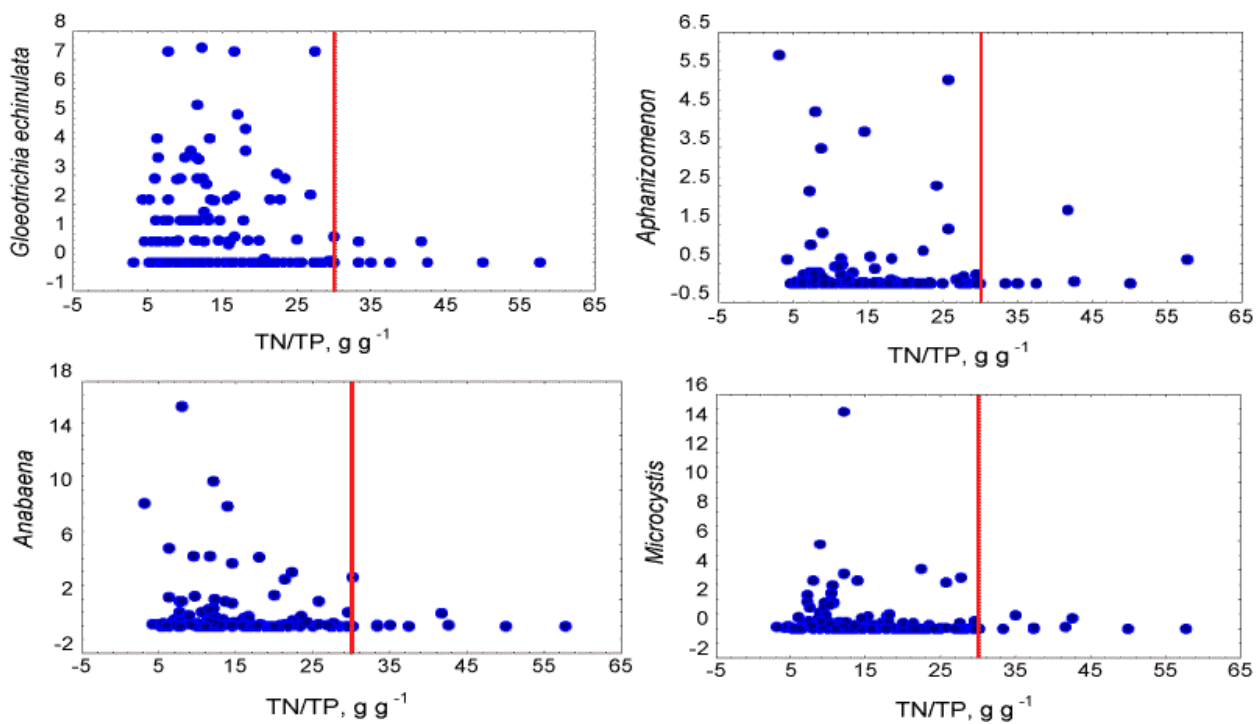 8
7
6
5
4
3
2
1
0
-1
Gloeotrichia echinulata
-5 5 15 25 35 45 55 65
TN/TP, g g -1
6.5
5.5
4.5
3.5
2.5
1.5
0.5
-0.5
Aphanizomenon
-5 5 15 25 35 45 55 65
TN/TP, g g -1
18
14
10
6
2
-2
Anabaena
-5 5 15 25 35 45 55 65
TN/TP, g g -1
16
14
12
10
8
6
4
2
0
-2
Microcystis
-5 5 15 25 35 45 55 65
TN/TP, g g -1